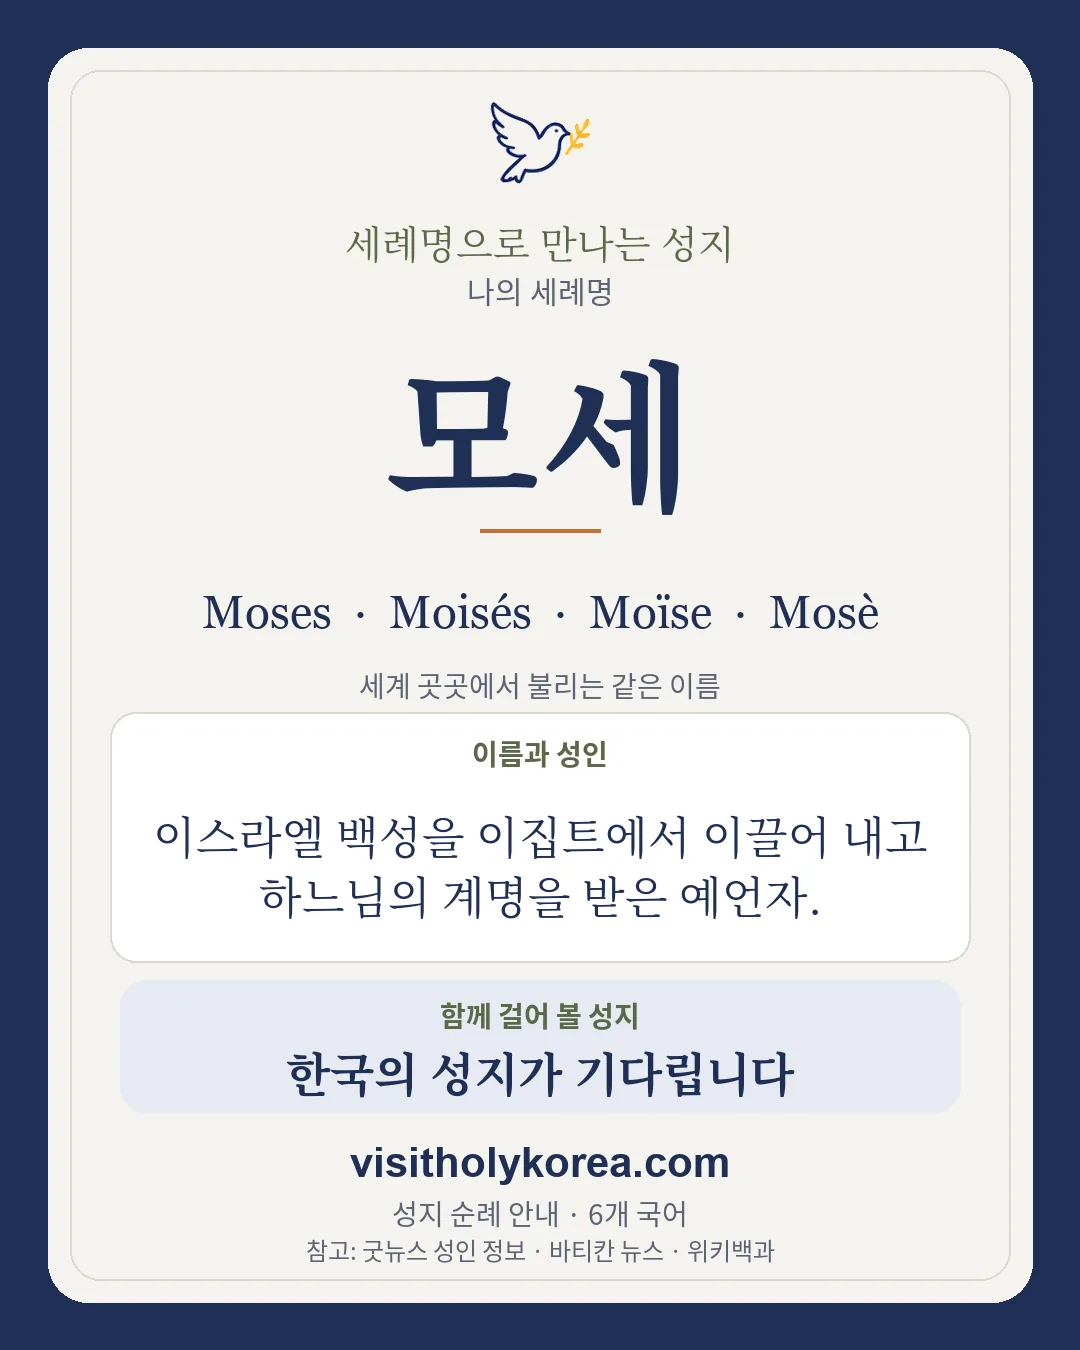 세례명으로 만나는 성지
나의 세례명
모세
Moses · Moisés · Moïse · Mosè
세계 곳곳에서 불리는 같은 이름
이름과 성인
이스라엘 백성을 이집트에서 이끌어 내고
하느님의 계명을 받은 예언자.
함께 걸어 볼 성지
한국의 성지가 기다립니다
visitholykorea.com
성지 순례 안내 · 6개 국어
참고: 굿뉴스 성인 정보 · 바티칸 뉴스 · 위키백과